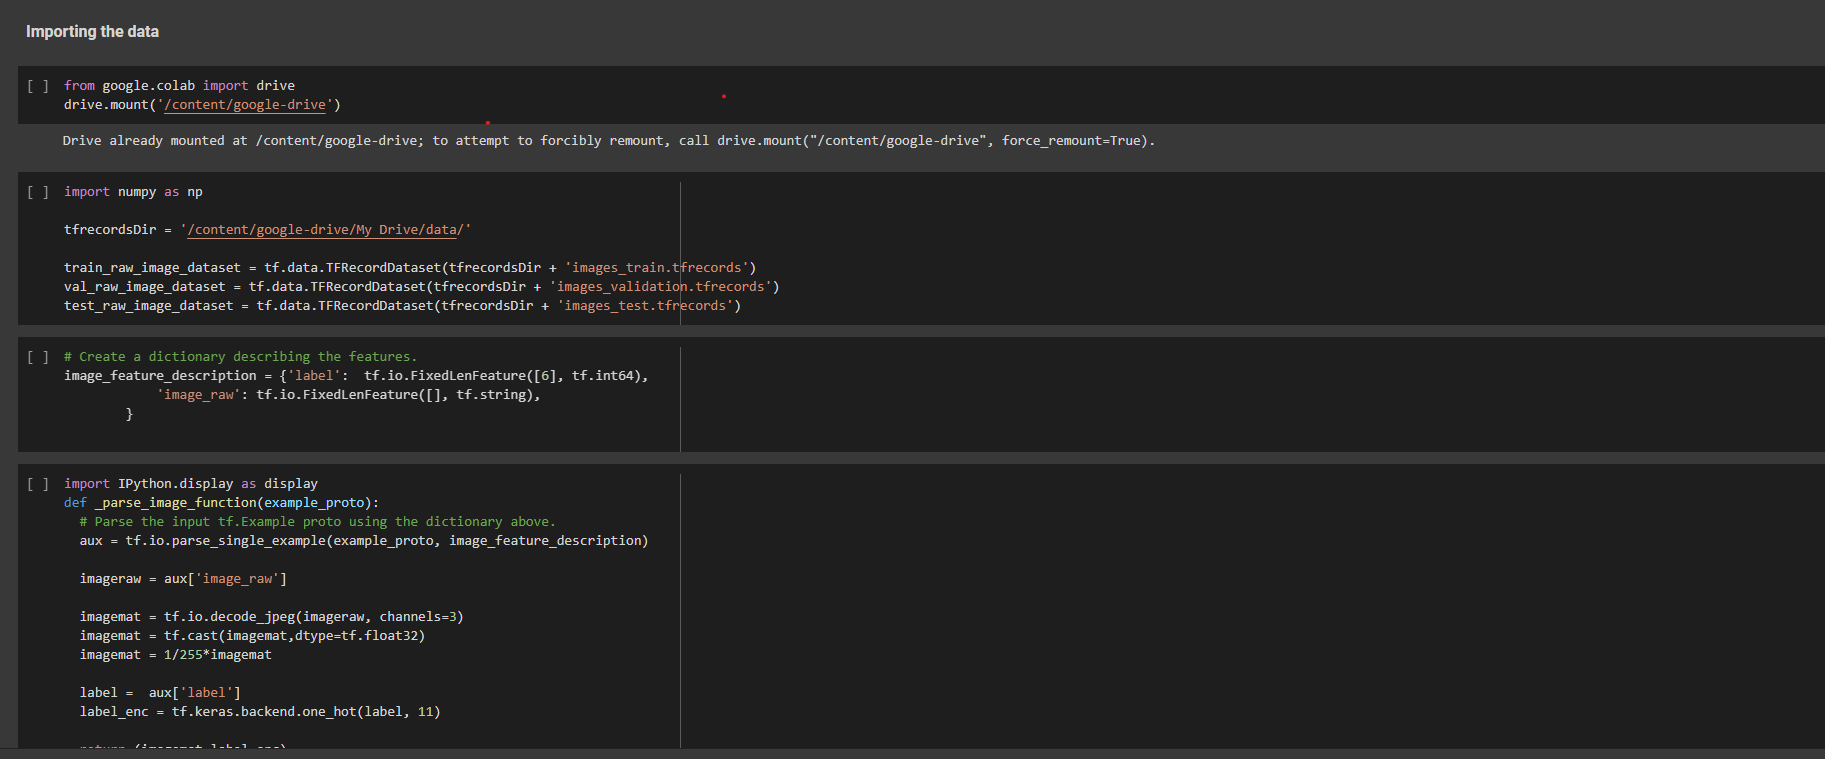 Importing the data
[ ] from google.colab import drive
drive.mount('/content/google-drive')
Drive already mounted at /content/google-drive; to attempt to forcibly remount, call drive.mount("/content/google-drive", force_remount=True).
[ ] import numpy as np
tfrecordsDir = '/content/google-drive/My Drive/data/'
train_raw_image_dataset = tf.data.TFRecordDataset(tfrecordsDir + 'images_train.tfrecords')
val_raw_image_dataset = tf.data.TFRecordDataset(tfrecordsDir + 'images_validation.tfrecords')
test_raw_image_dataset = tf.data.TFRecordDataset(tfrecordsDir + 'images_test.tfrecords')
[ ] # Create a dictionary describing the features.
image_feature_description = {'label':  tf.io.FixedLenFeature([6], tf.int64),
'image_raw': tf.io.FixedLenFeature([], tf.string),
}
[ ] import IPython.display as display
def _parse_image_function(example_proto):
# Parse the input tf.Example proto using the dictionary above.
aux = tf.io.parse_single_example(example_proto, image_feature_description)
imageraw = aux['image_raw']
imagemat = tf.io.decode_jpeg(imageraw, channels=3)
imagemat = tf.cast(imagemat,dtype=tf.float32)
imagemat = 1/255*imagemat
label =  aux['label']
label_enc = tf.keras.backend.one_hot(label, 11)